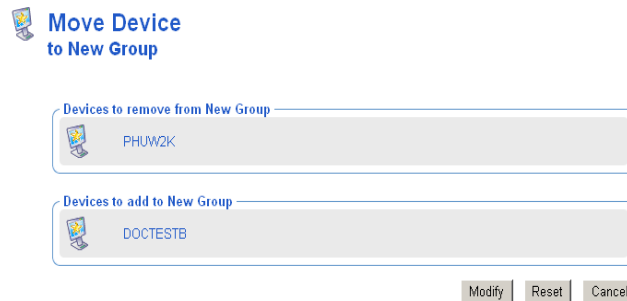 Move Device
to New Group
Devices to remove from New Group
PHUW2K
Devices to add to New Group
DOCTESTB
Modify Reset Cancel